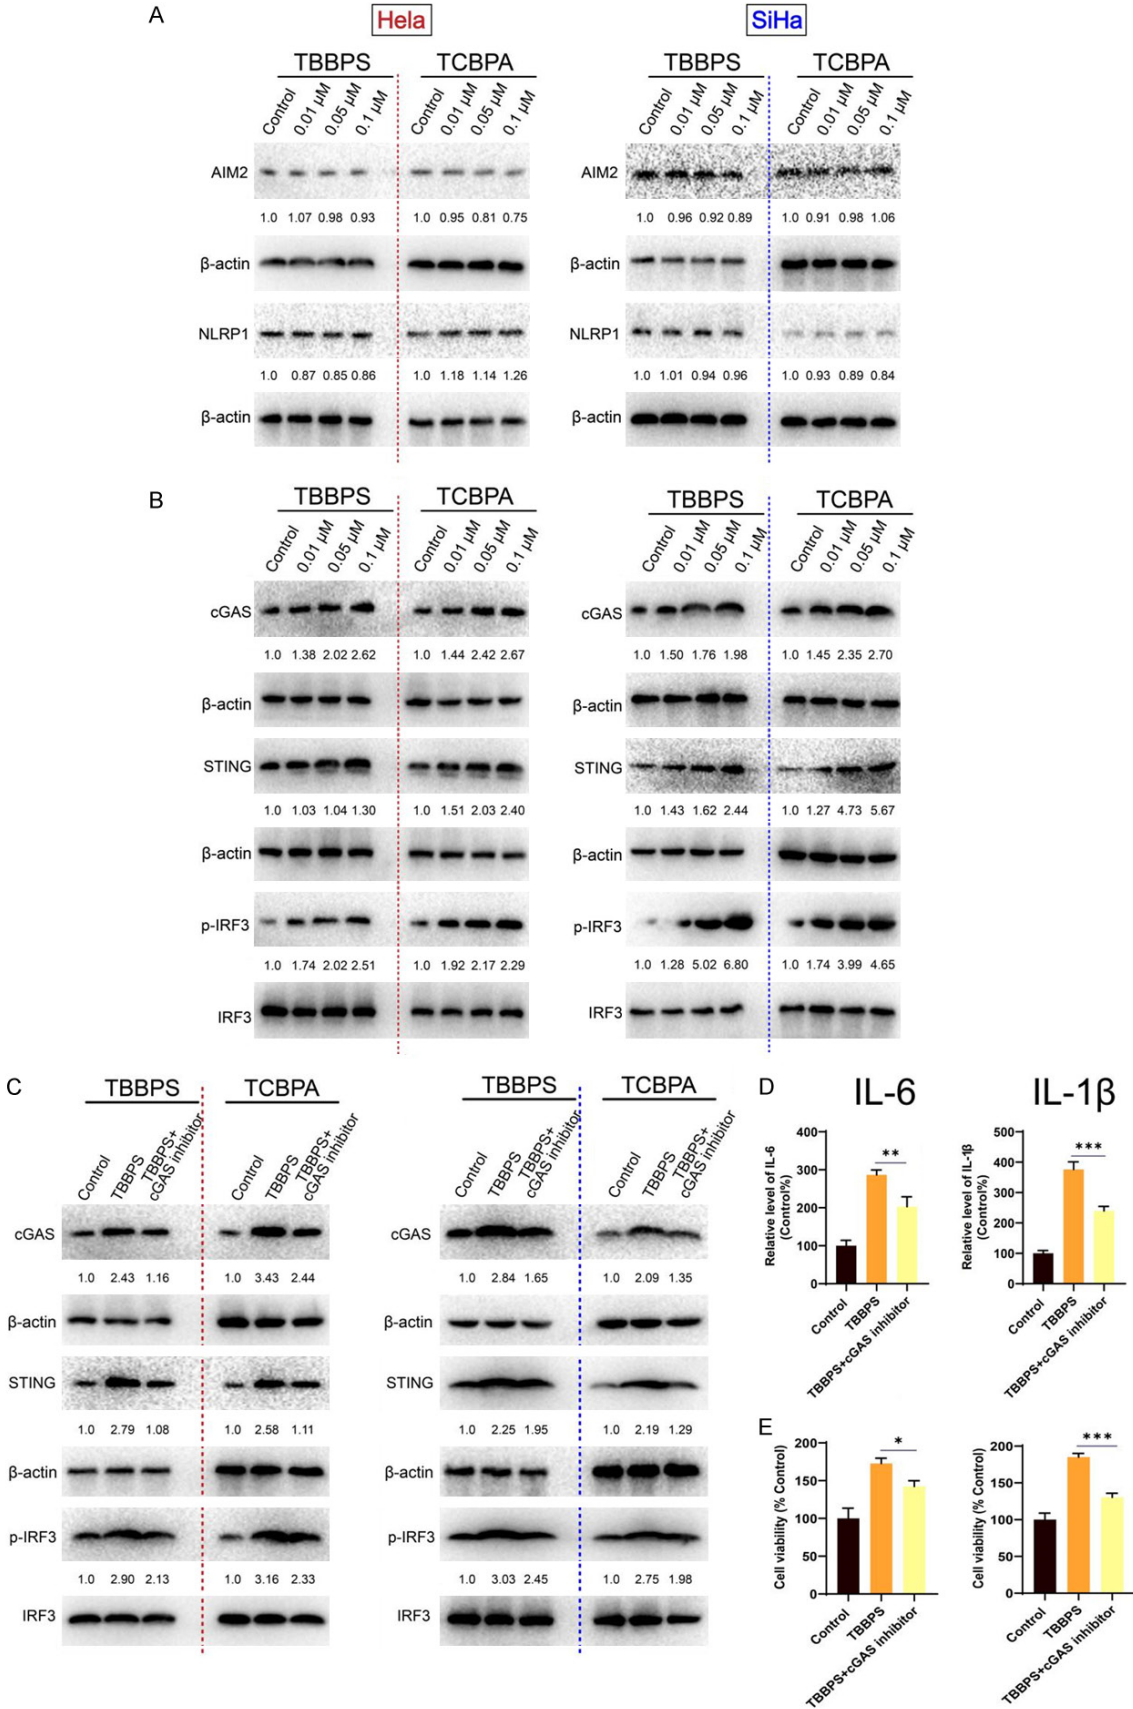 A
Hela
SiHa
TBBPS TCBPA TBBPS TCBPA
Control 0.01 μM 0.05 μM 0.1 μM Control 0.01 μM 0.05 μM 0.1 μM Control 0.01 μM 0.05 μM 0.1 μM Control 0.01 μM 0.05 μM 0.1 μM
AIM2 AIM2
1.0 1.07 0.98 0.93 1.0 0.95 0.81 0.75 1.0 0.96 0.92 0.89 1.0 0.91 0.98 1.06
β-actin β-actin
NLRP1 NLRP1
1.0 0.87 0.85 0.86 1.0 1.18 1.14 1.26 1.0 1.01 0.94 0.96 1.0 0.93 0.89 0.84
β-actin β-actin
B
TBBPS TCBPA TBBPS TCBPA
Control 0.01 μM 0.05 μM 0.1 μM Control 0.01 μM 0.05 μM 0.1 μM Control 0.01 μM 0.05 μM 0.1 μM Control 0.01 μM 0.05 μM 0.1 μM
cGAS cGAS
1.0 1.38 2.02 2.62 1.0 1.44 2.42 2.67 1.0 1.50 1.76 1.98 1.0 1.45 2.35 2.70
β-actin β-actin
STING STING
1.0 1.03 1.04 1.30 1.0 1.51 2.03 2.40 1.0 1.43 1.62 2.44 1.0 1.27 4.73 5.67
β-actin β-actin
p-IRF3 p-IRF3
1.0 1.74 2.02 2.51 1.0 1.92 2.17 2.29 1.0 1.28 5.02 6.80 1.0 1.74 3.99 4.65
IRF3 IRF3
C
TBBPS TCBPA TBBPS TCBPA
Control TBBPS TBBPS+ cGAS inhibitor Control TBBPS TBBPS+ cGAS inhibitor Control TBBPS TBBPS+ cGAS inhibitor Control TBBPS TBBPS+ cGAS inhibitor
cGAS cGAS
1.0 2.43 1.16 1.0 3.43 2.44 1.0 2.84 1.65 1.0 2.09 1.35
β-actin β-actin
STING STING
1.0 2.79 1.08 1.0 2.58 1.11 1.0 2.25 1.95 1.0 2.19 1.29
β-actin β-actin
p-IRF3 p-IRF3
1.0 2.90 2.13 1.0 3.16 2.33 1.0 3.03 2.45 1.0 2.75 1.98
IRF3 IRF3
D
IL-6
Relative level of IL-6
(Control%)
400
300
200
100
0
**
Control TBBPS TBBPS+cGAS inhibitor
IL-1β
Relative level of IL-1β
(Control%)
500
400
300
200
100
0
***
Control TBBPS TBBPS+cGAS inhibitor
E
Cell viability (% Control)
200
150
100
50
0
*
Control TBBPS TBBPS+cGAS inhibitor
Cell viability (% Control)
200
150
100
50
0
***
Control TBBPS TBBPS+cGAS inhibitor